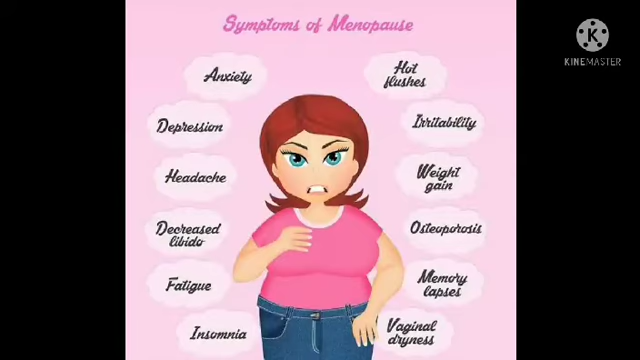 Symptoms of Menopause
Anxiety
Depression
Headache
Decreased
libido
Fatigue
Insomnia
Hot
flushes
Irritability
Weight
gain
Osteoporosis
Memory
lapses
Vaginal
dryness
K
KINEMASTER